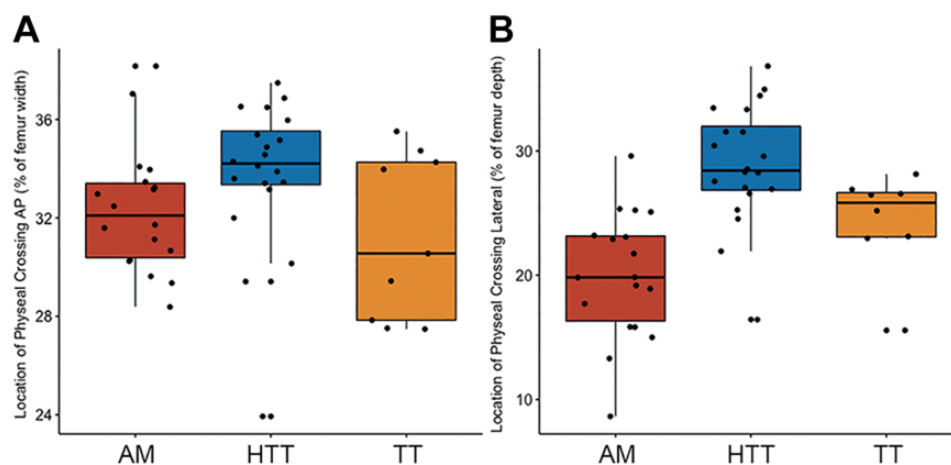 A
Location of Physeal Crossing AP (% of femur width)
36
32
28
24
AM HTT TT
B
Location of Physeal Crossing Lateral (% of femur depth)
30
20
10
AM HTT TT